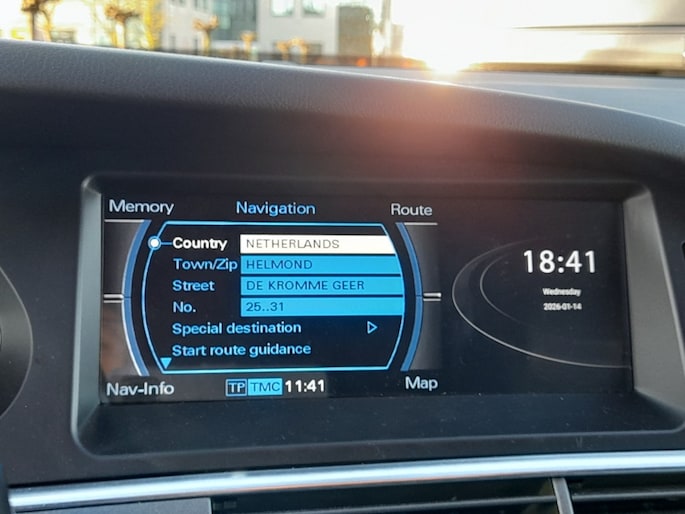 Memory Navigation Route
Country NETHERLANDS
Town/Zip HELMOND
Street DE KROMME GEER
No. 25..31
Special destination
Start route guidance
Nav-Info TP TMC 11:41 Map
18:41
Wednesday
2026-01-14